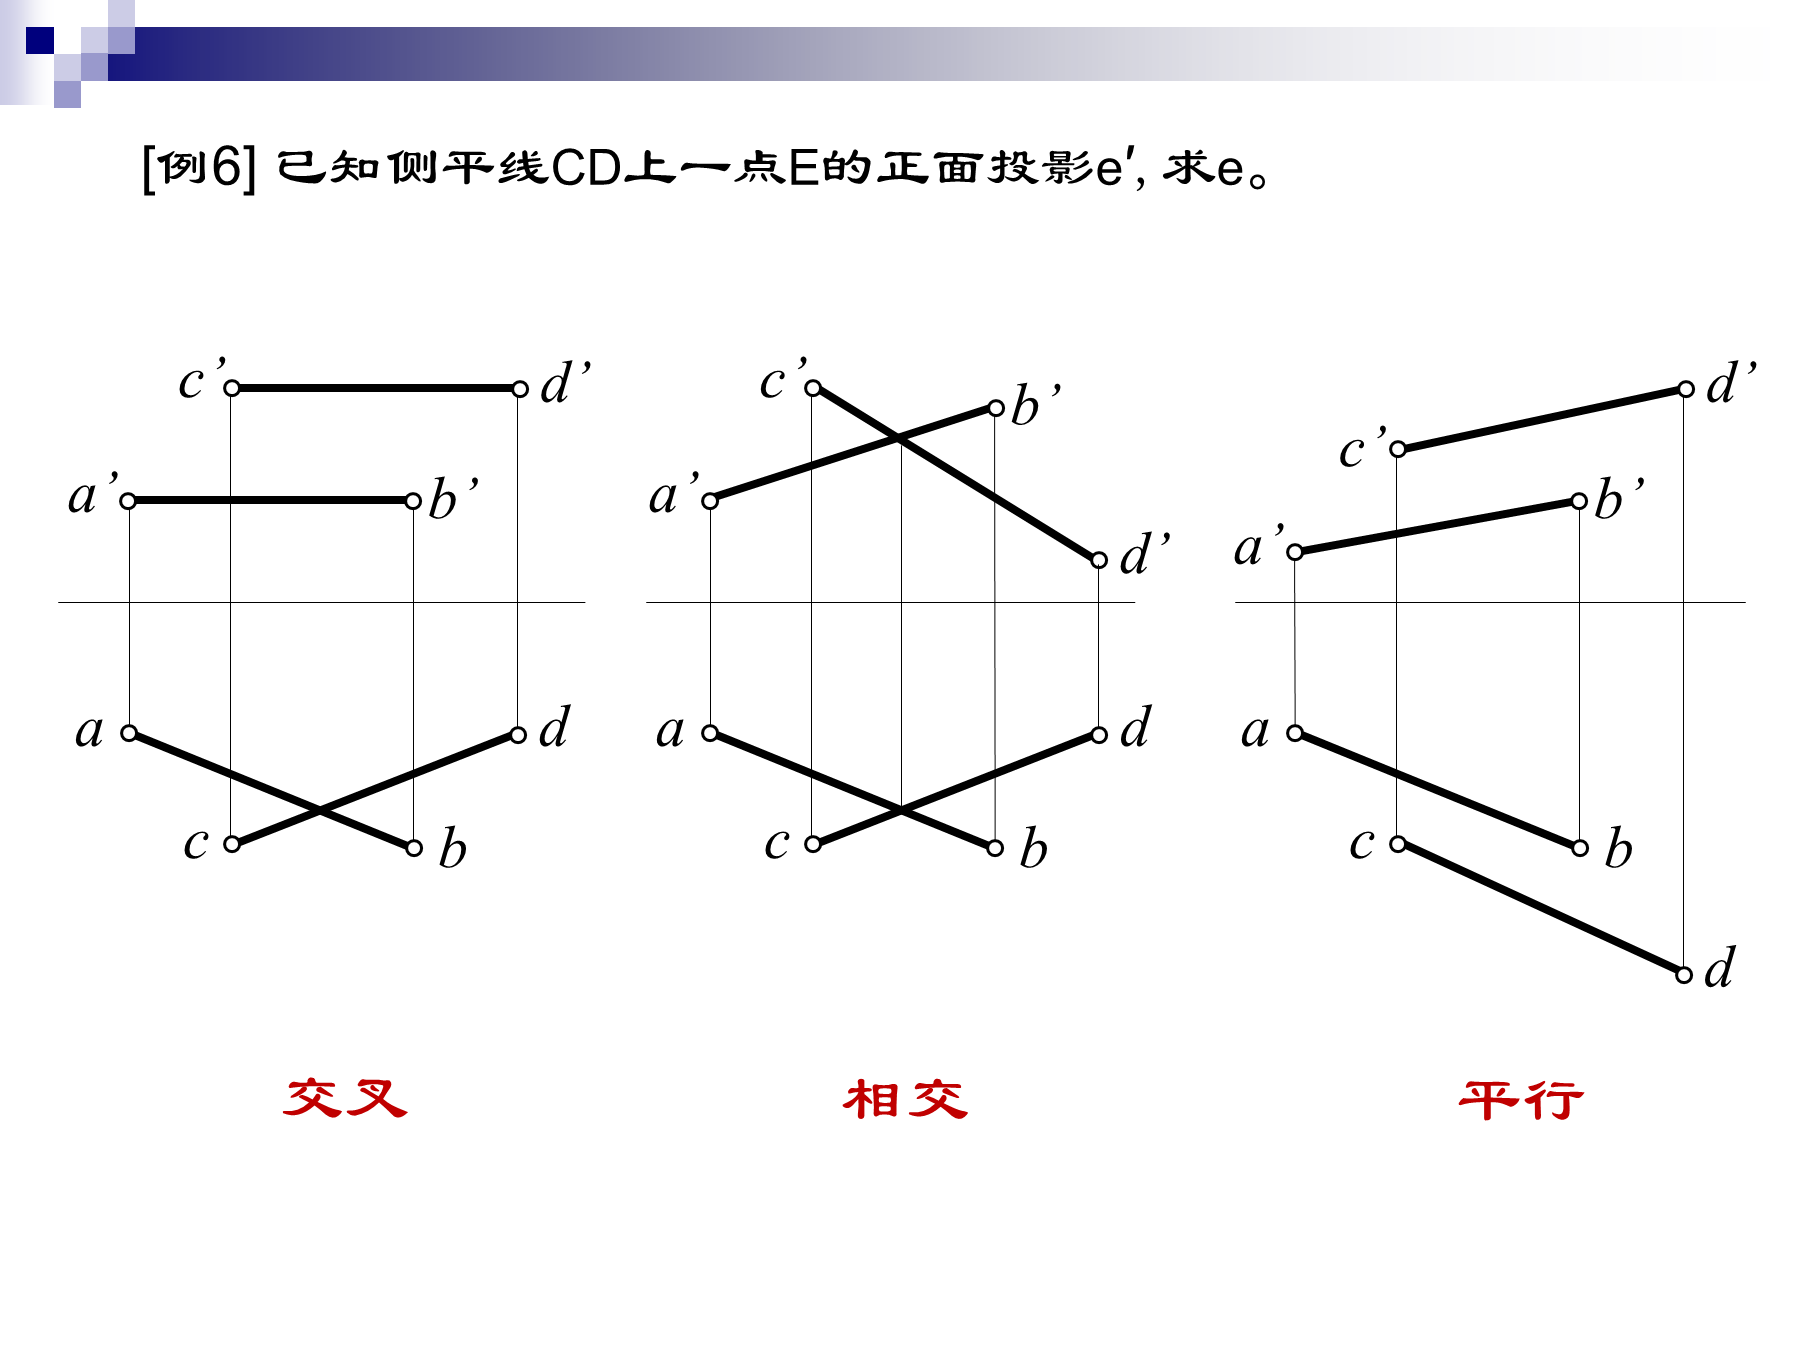 [例6] 已知侧平线CD上一点E的正面投影e′, 求e。
c’ d’ c’ b’ d’
a’ b’ a’ d’ c’ b’ a’
a d a d a
c b c b c b
d
交叉 相交 平行